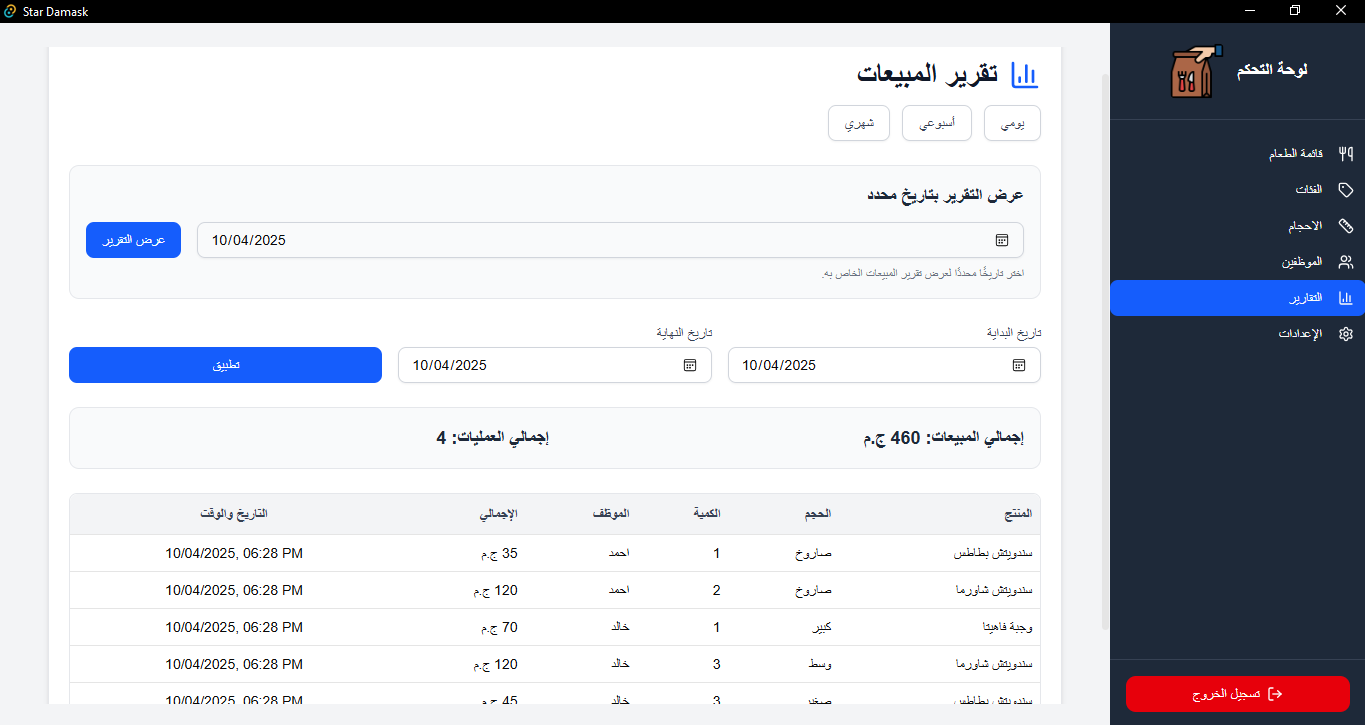 Star Damask
لوحة التحكم
قائمة الطعام
الفئات
الاحجام
الموظفين
التقارير
الإعدادات
تسجيل الخروج
تقرير المبيعات
يومي أسبوعي شهري
عرض التقرير بتاريخ محدد
10/04/2025 عرض التقرير
اختر تاريخًا محددًا لعرض تقرير المبيعات الخاص به.
تاريخ البداية تاريخ النهاية
10/04/2025 10/04/2025 تطبيق
إجمالي المبيعات: 460 ج.م إجمالي العمليات: 4
المنتج الحجم الكمية الموظف الإجمالي التاريخ والوقت
سندويتش بطاطس صاروخ 1 احمد 35 ج.م 10/04/2025, 06:28 PM
سندويتش شاورما صاروخ 2 احمد 120 ج.م 10/04/2025, 06:28 PM
وجبة فاهيتا كبير 1 خالد 70 ج.م 10/04/2025, 06:28 PM
سندويتش شاورما وسط 3 خالد 120 ج.م 10/04/2025, 06:28 PM
سندويتش بطاطس صغير 3 خالد 45 ج.م 10/04/2025, 06:28 PM